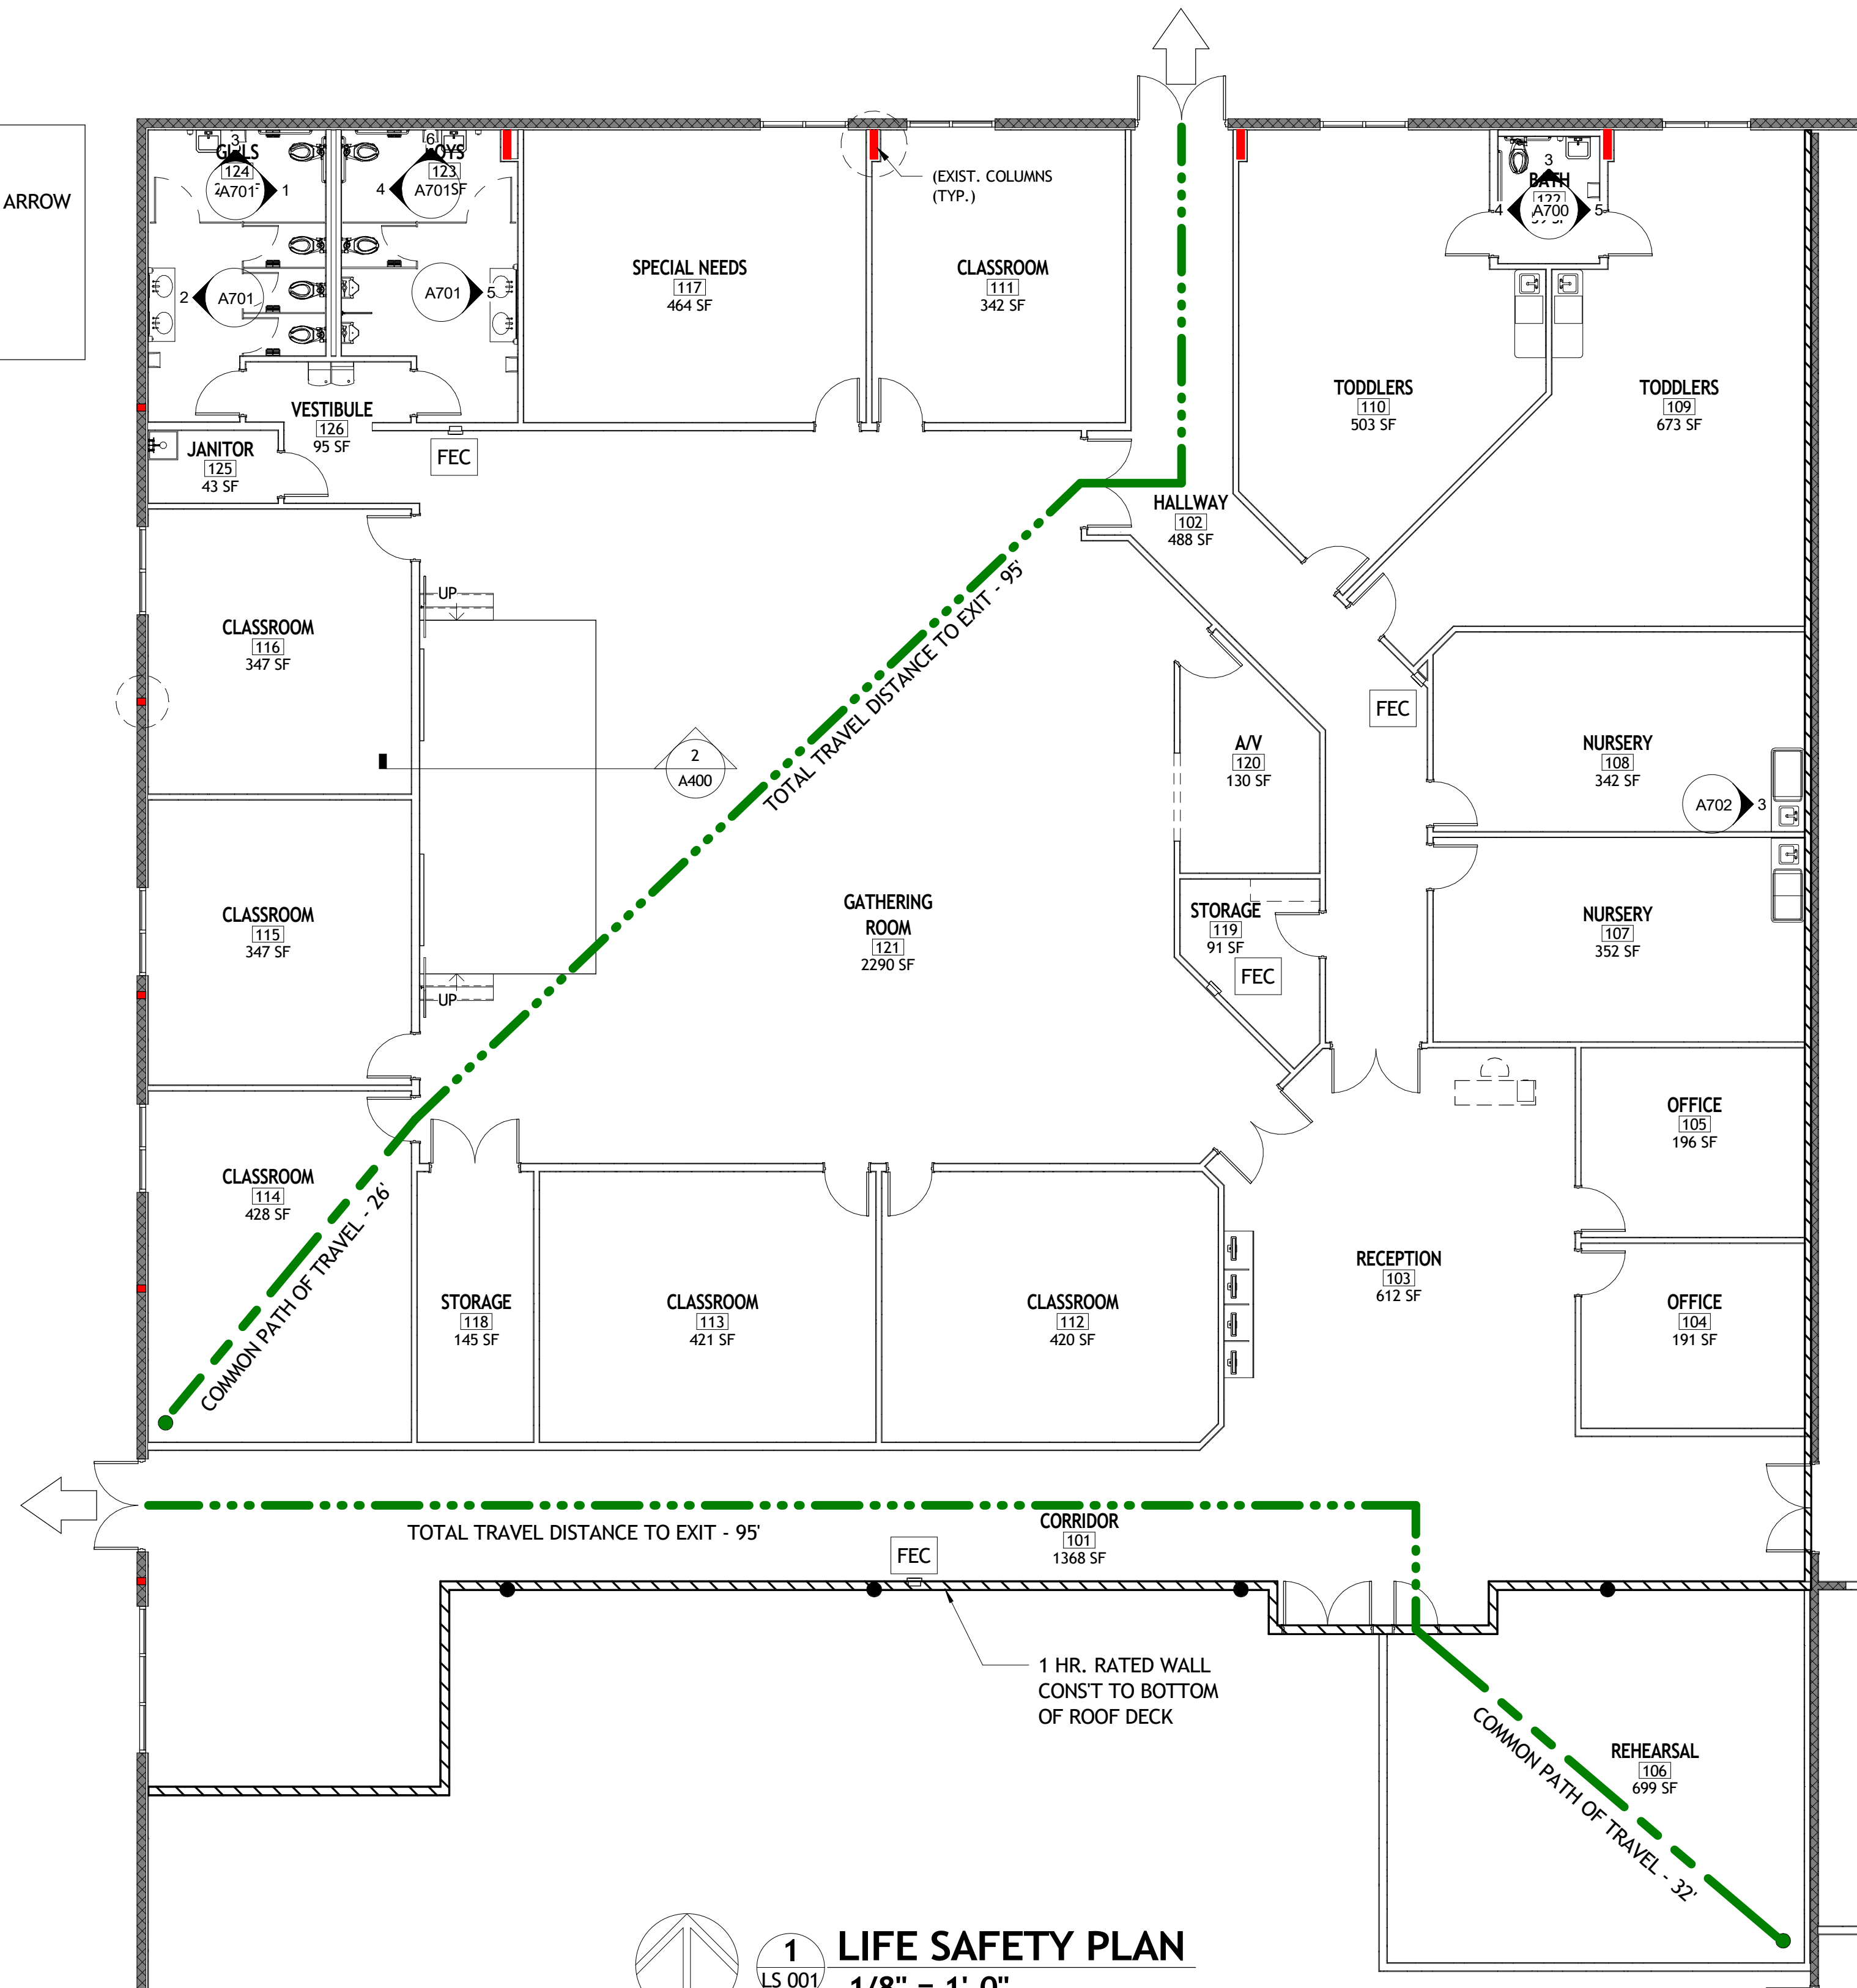 ARROW
3
GIRLS
124
A701
1
6
BOYS
123
SF
4
A701
2
A701
A701
5
(EXIST. COLUMNS
(TYP.)
SPECIAL NEEDS
117
464 SF
CLASSROOM
111
342 SF
3
BATH
122
4
A700
5
TODDLERS
110
503 SF
TODDLERS
109
673 SF
VESTIBULE
126
95 SF
FEC
JANITOR
125
43 SF
HALLWAY
102
488 SF
TOTAL TRAVEL DISTANCE TO EXIT - 95'
UP
CLASSROOM
116
347 SF
2
A400
FEC
A/V
120
130 SF
NURSERY
108
342 SF
A702
3
CLASSROOM
115
347 SF
UP
GATHERING
ROOM
121
2290 SF
STORAGE
119
91 SF
FEC
NURSERY
107
352 SF
OFFICE
105
196 SF
CLASSROOM
114
428 SF
COMMON PATH OF TRAVEL - 26'
STORAGE
118
145 SF
CLASSROOM
113
421 SF
CLASSROOM
112
420 SF
RECEPTION
103
612 SF
OFFICE
104
191 SF
TOTAL TRAVEL DISTANCE TO EXIT - 95'
CORRIDOR
101
1368 SF
FEC
1 HR. RATED WALL
CONS'T TO BOTTOM
OF ROOF DECK
COMMON PATH OF TRAVEL - 32'
REHEARSAL
106
699 SF
1
LS 001
LIFE SAFETY PLAN
1/8" = 1'-0"